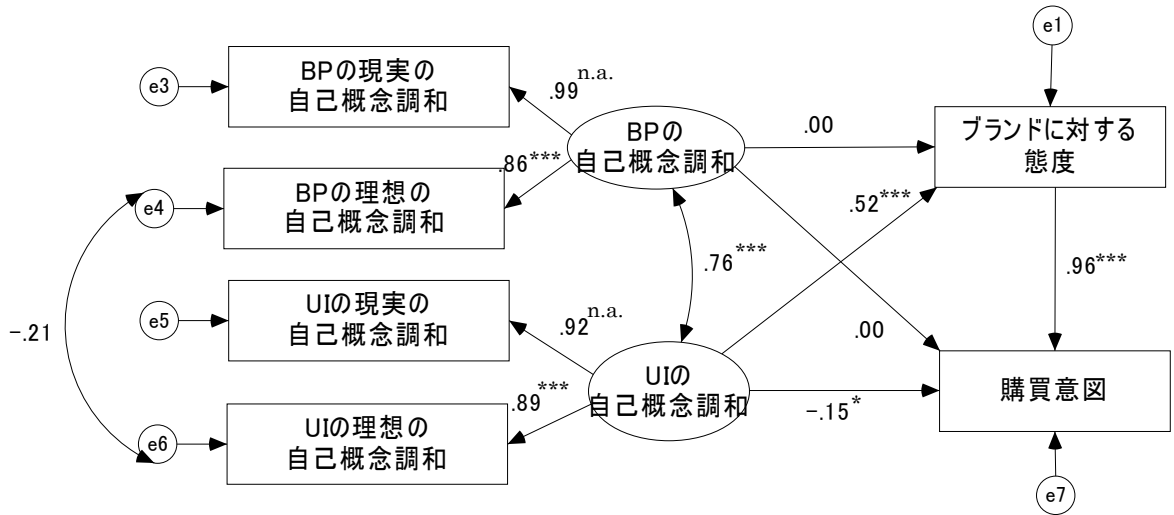 e1
e3
BPの現実の
自己概念調和
.99n.a.
BPの
自己概念調和
.00
ブランドに対する
態度
.86***
e4
BPの理想の
自己概念調和
.52***
.76***
.96***
e5
UIの現実の
自己概念調和
.92n.a.
-.21
.00
UIの
自己概念調和
購買意図
.89***
-.15*
e6
UIの理想の
自己概念調和
e7